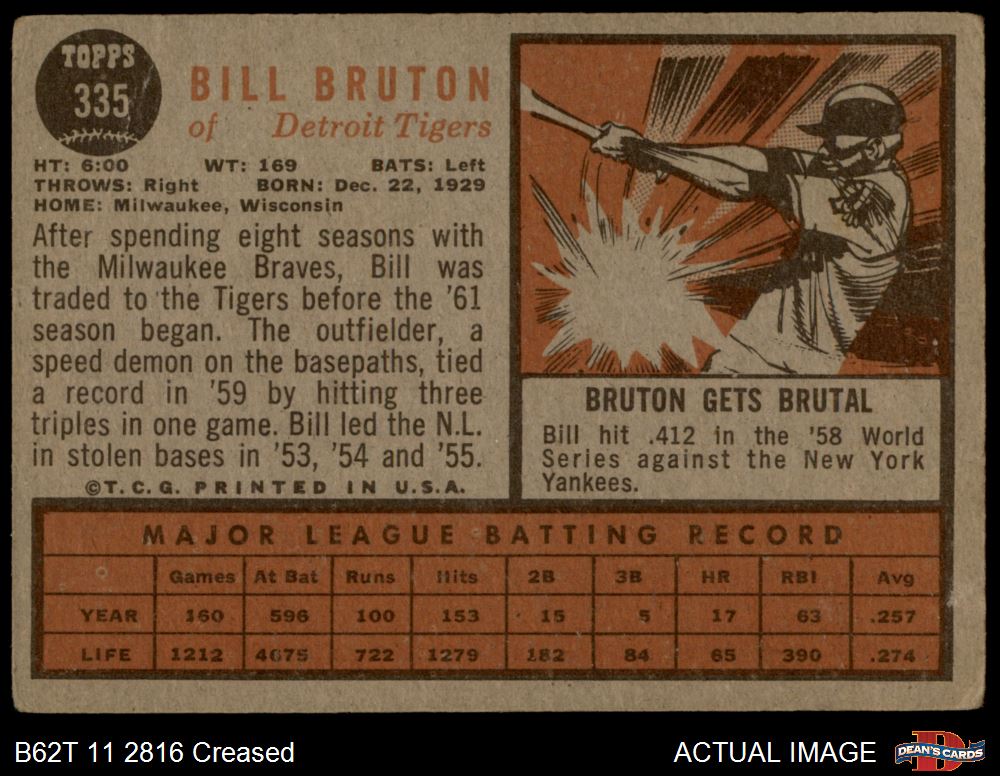 TOPPS
335
BILL BRUTON
of Detroit Tigers
HT: 6:00 WT: 169 BATS: Left
THROWS: Right BORN: Dec. 22, 1929
HOME: Milwaukee, Wisconsin
After spending eight seasons with
the Milwaukee Braves, Bill was
traded to the Tigers before the '61
season began. The outfielder, a
speed demon on the basepaths, tied
a record in '59 by hitting three
triples in one game. Bill led the N.L.
in stolen bases in '53, '54 and '55.
©T.C.G. PRINTED IN U.S.A.
BRUTON GETS BRUTAL
Bill hit .412 in the '58 World
Series against the New York
Yankees.
MAJOR LEAGUE BATTING RECORD
Games At Bat Runs Hits 2B 3B HR RBI Avg
YEAR 160 596 100 153 15 5 17 63 .257
LIFE 1212 4675 722 1279 182 84 65 390 .274
B62T 11 2816 Creased
ACTUAL IMAGE
DEAN'S CARDS